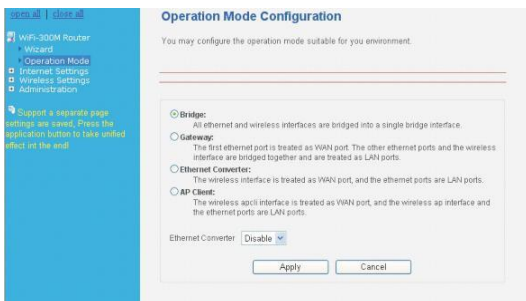 open all | close all
WiFi-300M Router
Wizard
Operation Mode
Internet Settings
Wireless Settings
Administration
Support a separate page
settings are saved, Press the
application button to take unified
effect int the end!
Operation Mode Configuration
You may configure the operation mode suitable for you environment.
Bridge:
All ethernet and wireless interfaces are bridged into a single bridge interface.
Gateway:
The first ethernet port is treated as WAN port. The other ethernet ports and the wireless
interface are bridged together and are treated as LAN ports.
Ethernet Converter:
The wireless interface is treated as WAN port, and the ethernet ports are LAN ports.
AP Client:
The wireless apcli interface is treated as WAN port, and the wireless ap interface and
the ethernet ports are LAN ports.
Ethernet Converter Disable
Apply Cancel